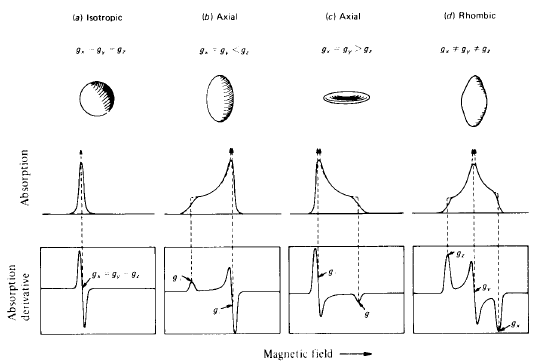 (a) Isotropic
(b) Axial
(c) Axial
(d) Rhombic
gx = gy = gz
gx = gy < gz
gx = gy > gz
gx ≠ gy ≠ gz
Absorption
Absorption
derivative
gx = gy = gz
g
g
g
g
gz
gy
gx
Magnetic field